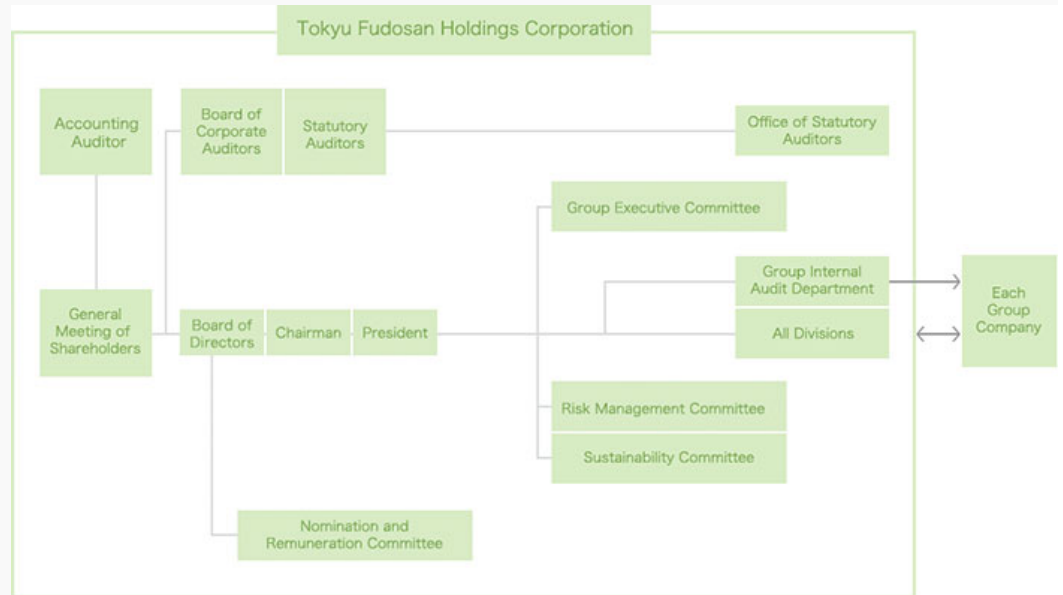 Tokyu Fudosan Holdings Corporation
Accounting
Auditor
Board of
Corporate
Auditors
Statutory
Auditors
Office of Statutory
Auditors
Group Executive Committee
Group Internal
Audit Department
Each
Group
Company
General
Meeting of
Shareholders
Board of
Directors
Chairman
President
All Divisions
Risk Management Committee
Sustainability Committee
Nomination and
Remuneration Committee